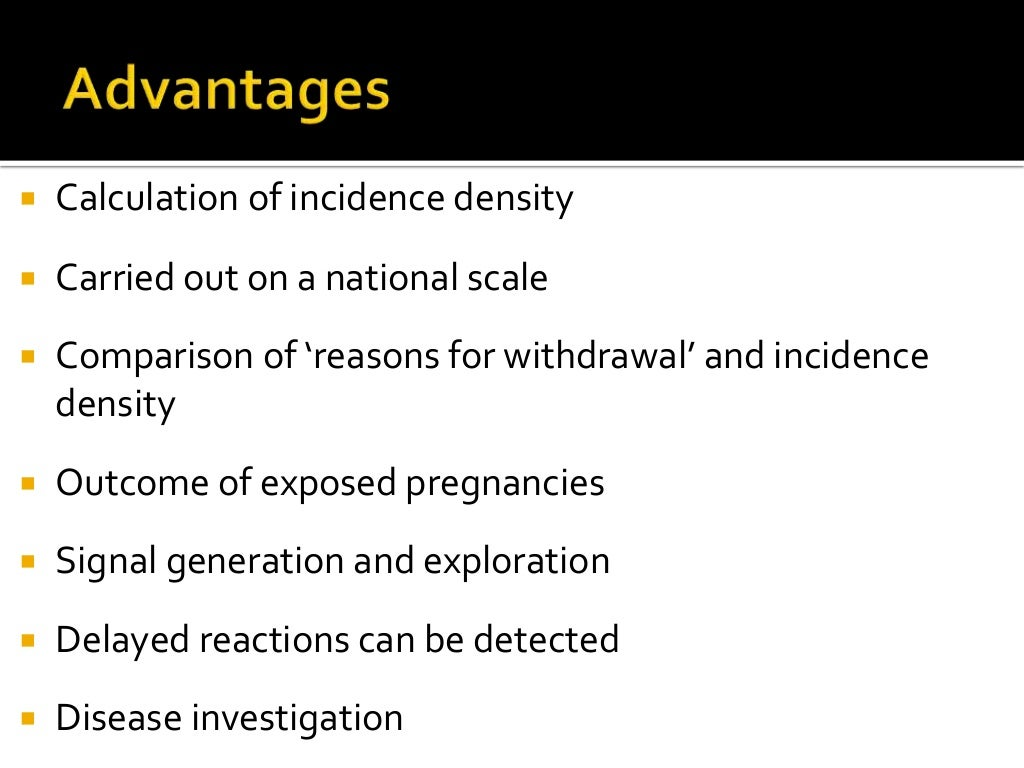 Advantages
Calculation of incidence density
Carried out on a national scale
Comparison of ‘reasons for withdrawal’ and incidence
density
Outcome of exposed pregnancies
Signal generation and exploration
Delayed reactions can be detected
Disease investigation